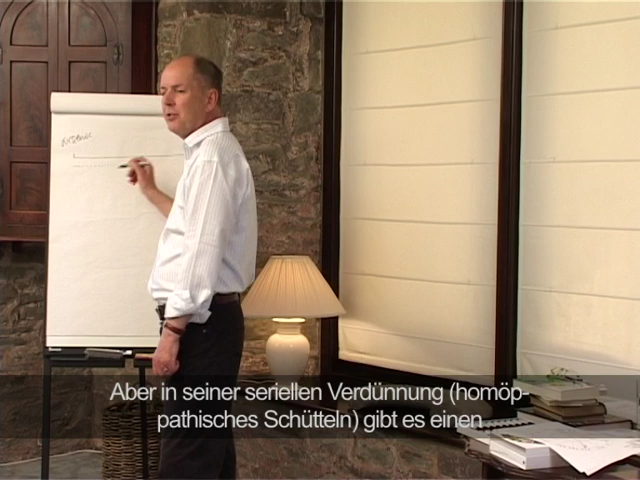 Aber in seiner seriellen Verdünnung (homöp-
pathisches Schütteln) gibt es einen